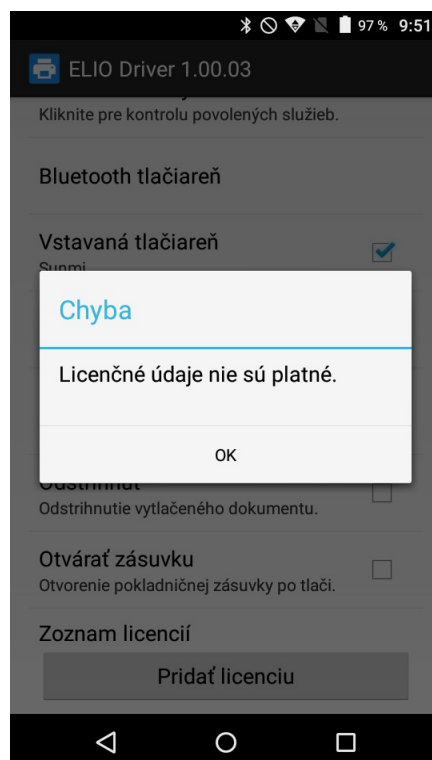 97 % 9:51
ELIO Driver 1.00.03
Kliknite pre kontrolu povolených služieb.
Bluetooth tlačiareň
Vstavaná tlačiareň
Sunmi
Chyba
Licenčné údaje nie sú platné.
OK
Odstrihnúť
Odstrihnutie vytlačeného dokumentu.
Otvárať zásuvku
Otvorenie pokladničnej zásuvky po tlači.
Zoznam licencií
Pridať licenciu